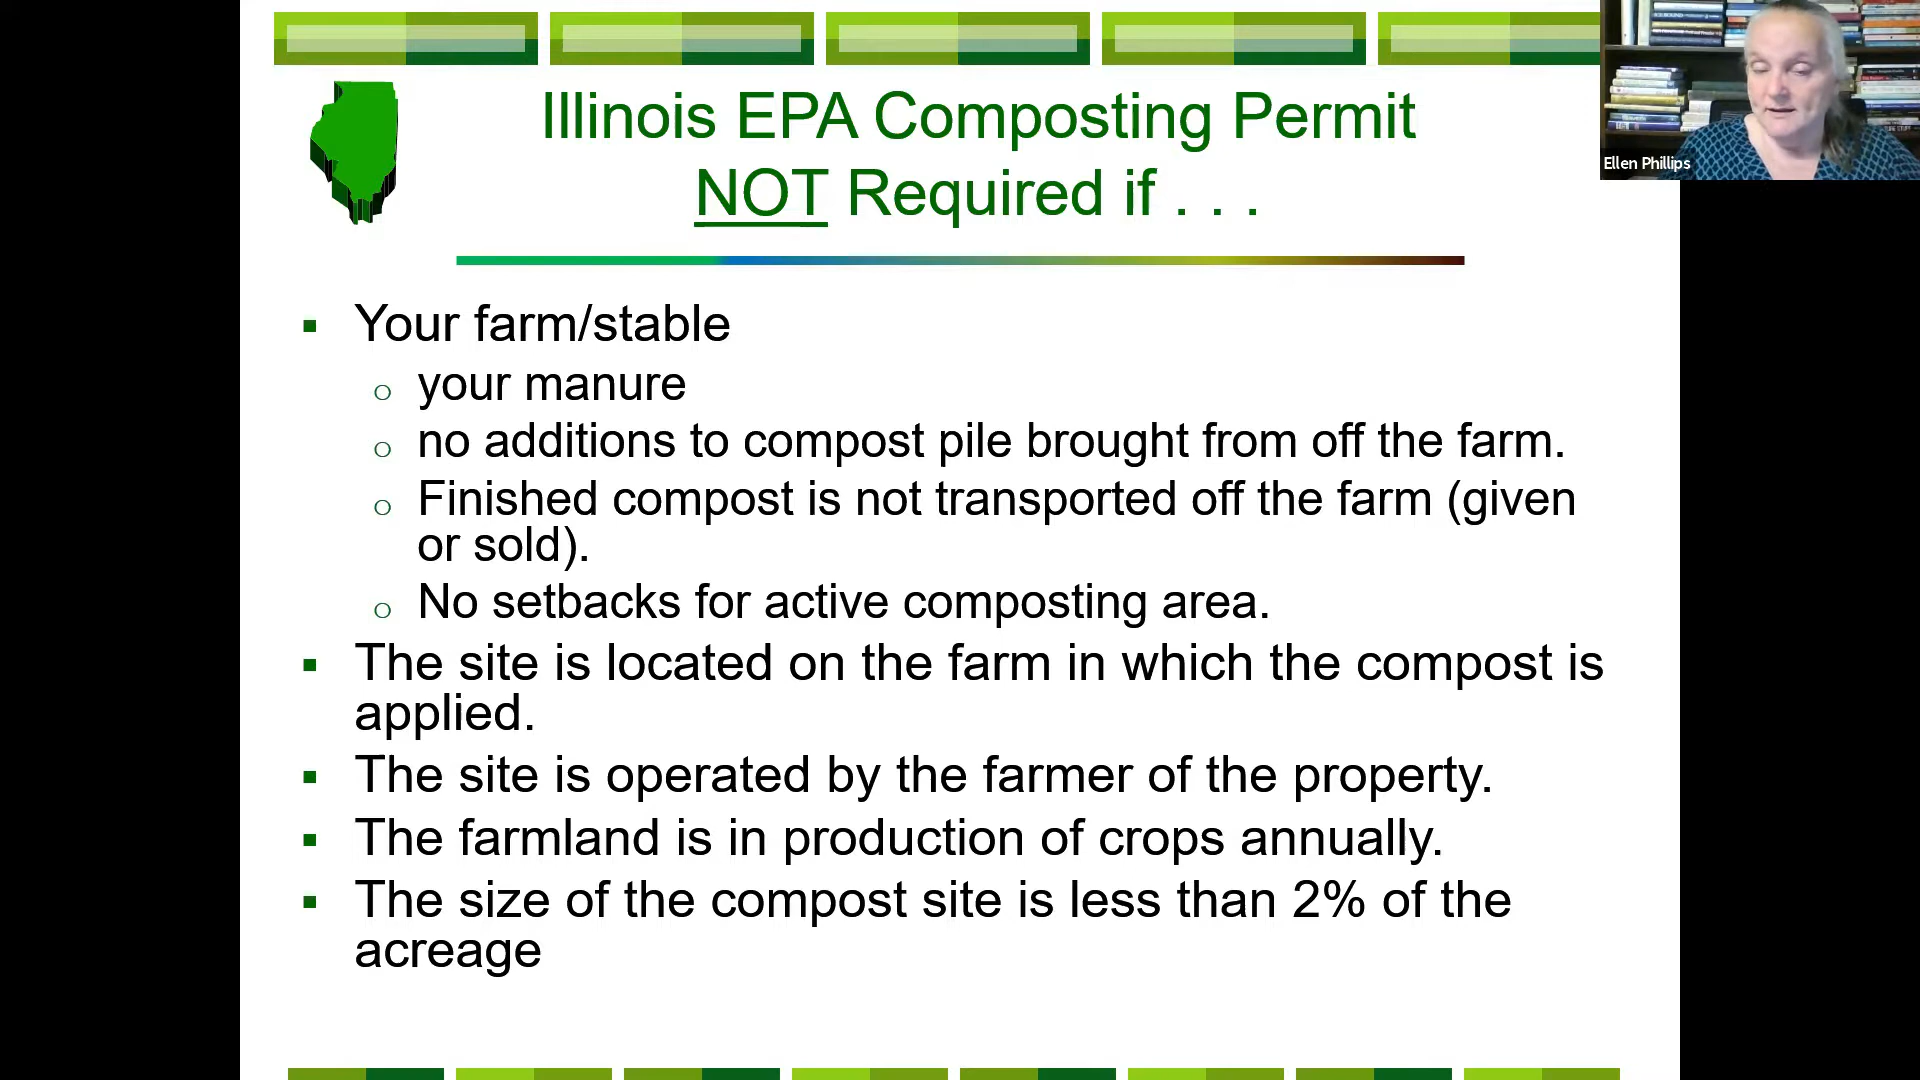 Illinois EPA Composting Permit
NOT Required if . . .
Ellen Phillips
Your farm/stable
your manure
no additions to compost pile brought from off the farm.
Finished compost is not transported off the farm (given
or sold).
No setbacks for active composting area.
The site is located on the farm in which the compost is
applied.
The site is operated by the farmer of the property.
The farmland is in production of crops annually.
The size of the compost site is less than 2% of the
acreage